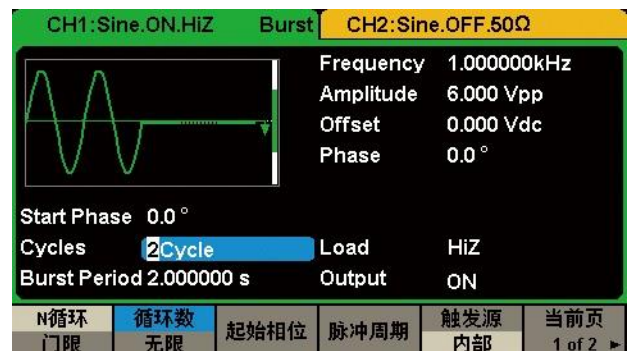 CH1:Sine.ON.HiZ Burst CH2:Sine.OFF.50Ω
Frequency 1.000000kHz
Amplitude 6.000 Vpp
Offset 0.000 Vdc
Phase 0.0 °
Start Phase 0.0 °
Cycles 2Cycle Load HiZ
Burst Period 2.000000 s Output ON
N循环 循环数 起始相位 脉冲周期 触发源 当前页
门限 无限 内部 1 of 2 ►